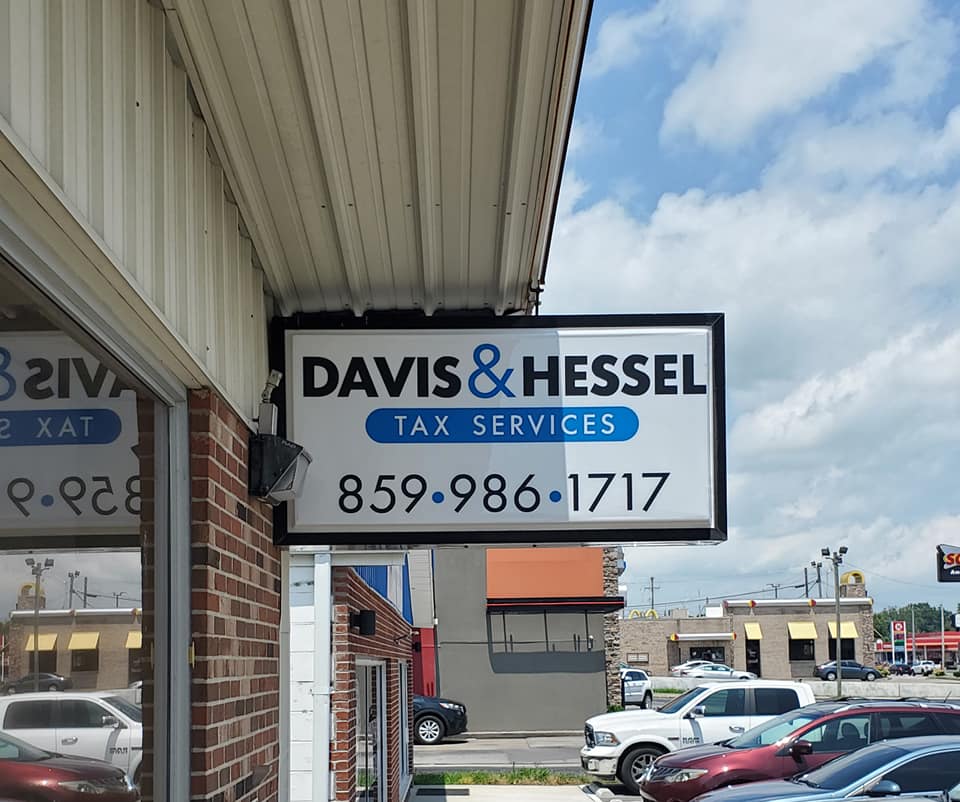 DAVIS & HESSEL
TAX SERVICES
859•986•1717